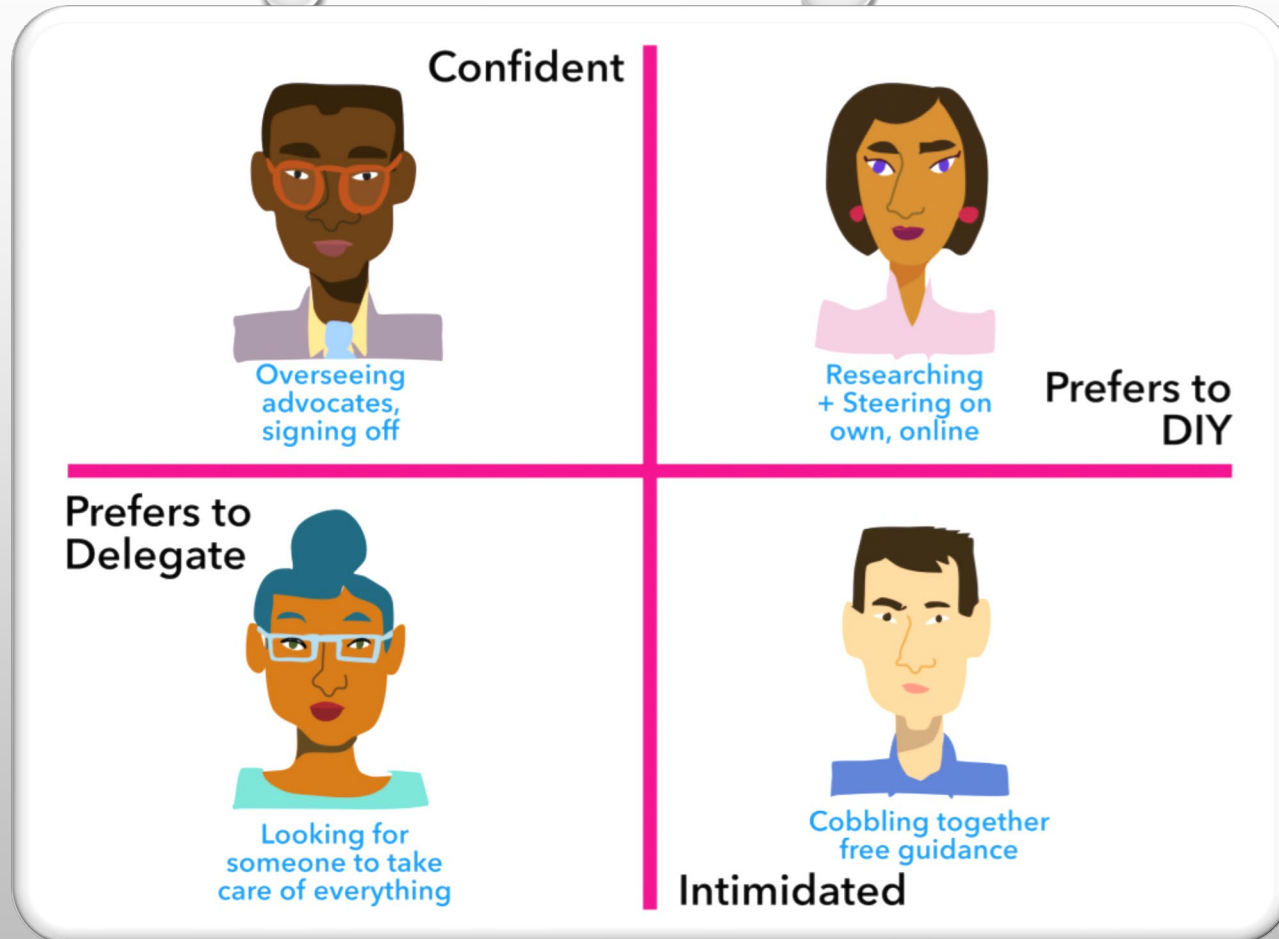 Confident
Overseeing
advocates,
signing off
Researching
+ Steering on
own, online
Prefers to
DIY
Prefers to
Delegate
Looking for
someone to take
care of everything
Cobbling together
free guidance
Intimidated